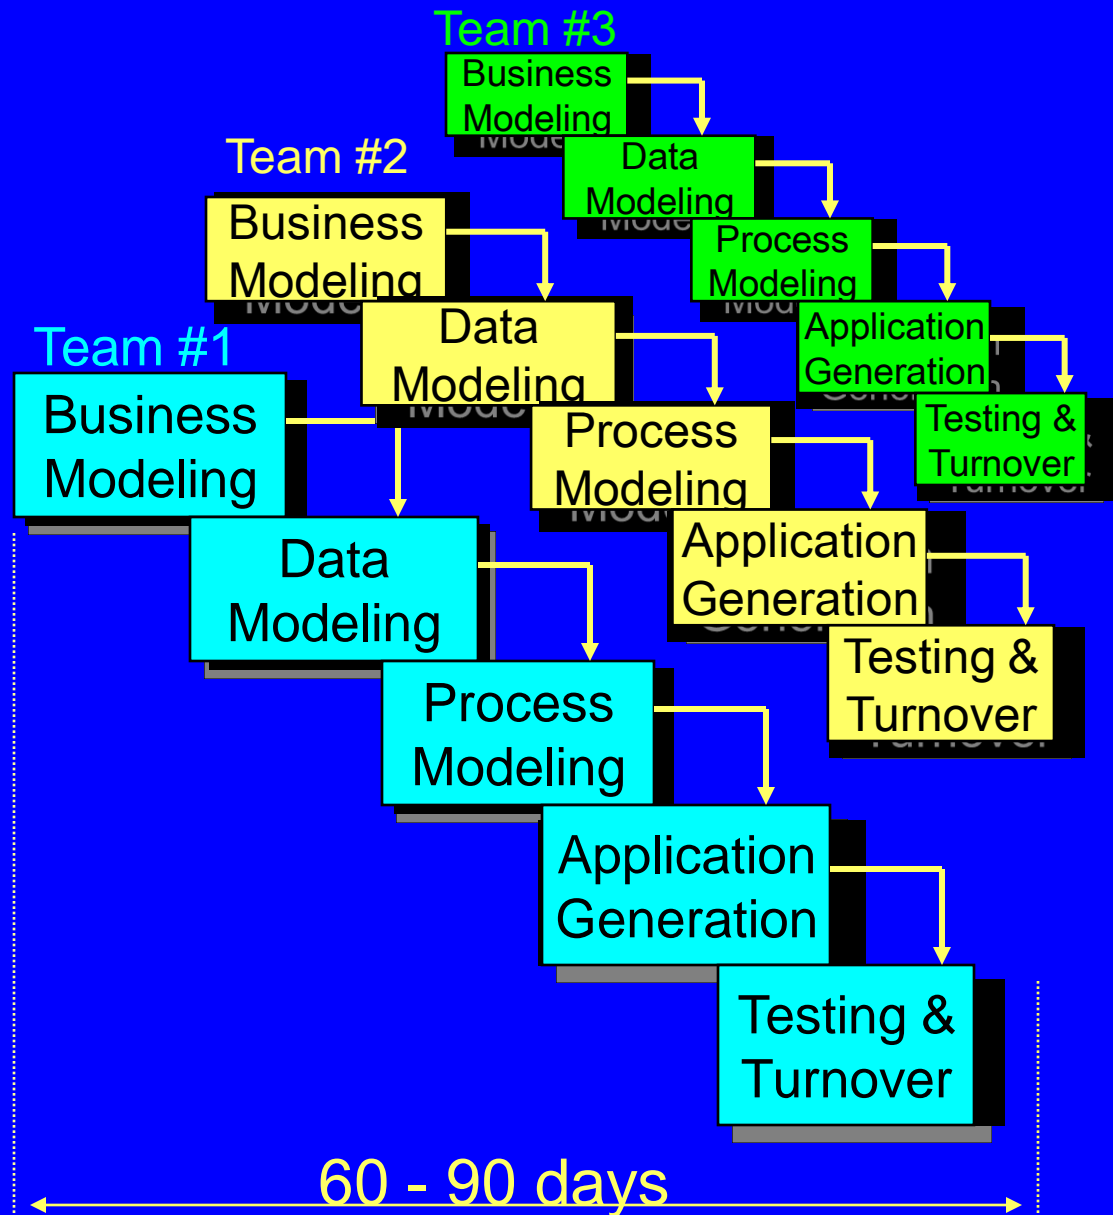 Team #3
Business
Modeling
Data
Modeling
Process
Modeling
Application
Generation
Testing &
Turnover
Team #2
Business
Modeling
Data
Modeling
Process
Modeling
Application
Generation
Testing &
Turnover
Team #1
Business
Modeling
Data
Modeling
Process
Modeling
Application
Generation
Testing &
Turnover
60 - 90 days